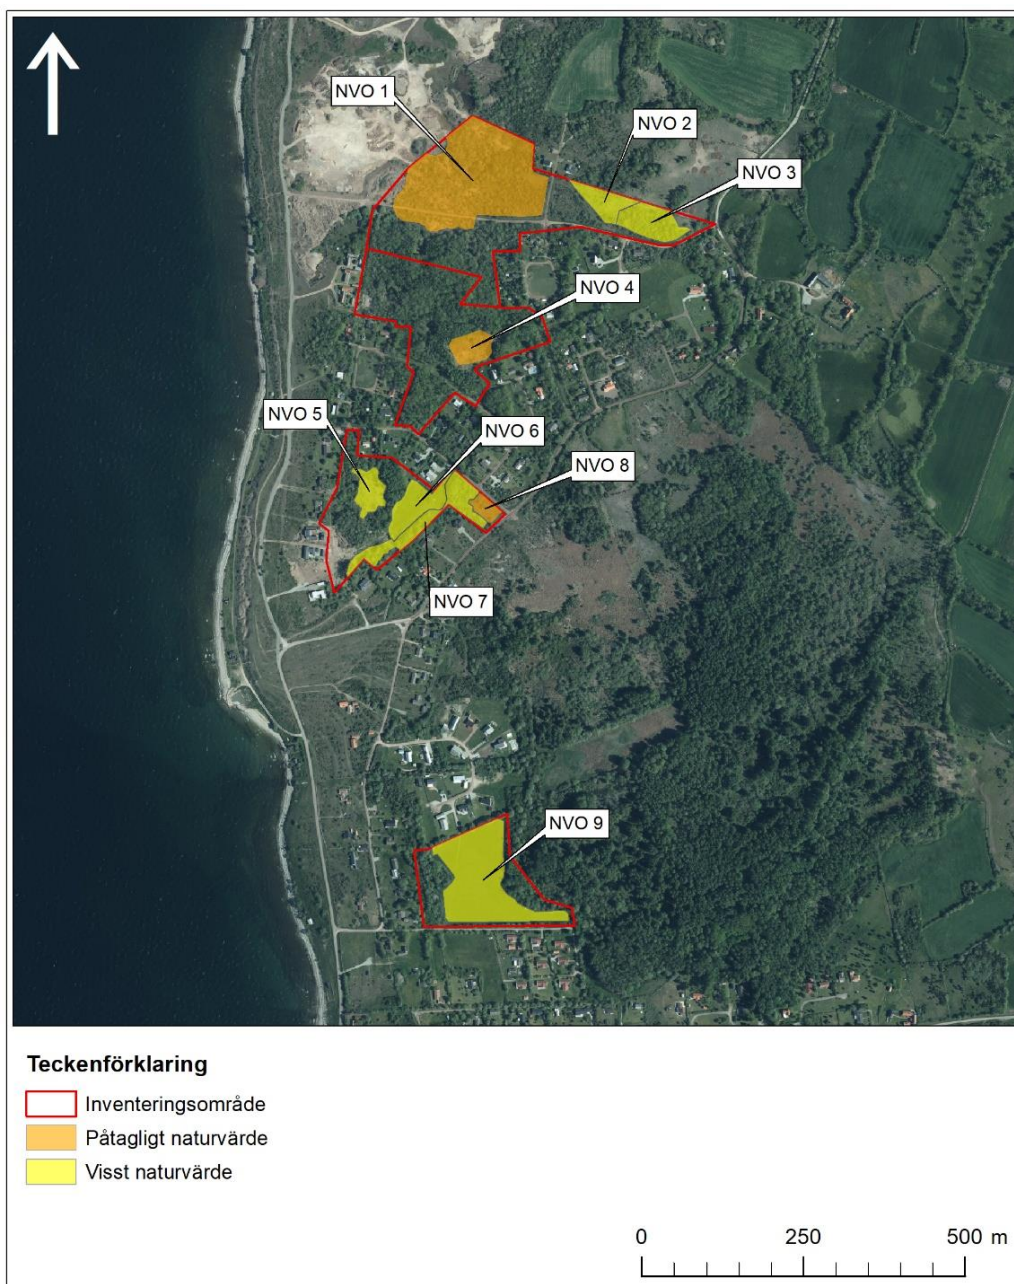 NVO 1
NVO 2
NVO 3
NVO 4
NVO 5
NVO 6
NVO 8
NVO 7
NVO 9
Teckenförklaring
Inventeringsområde
Påtagligt naturvärde
Visst naturvärde
0 250 500 m